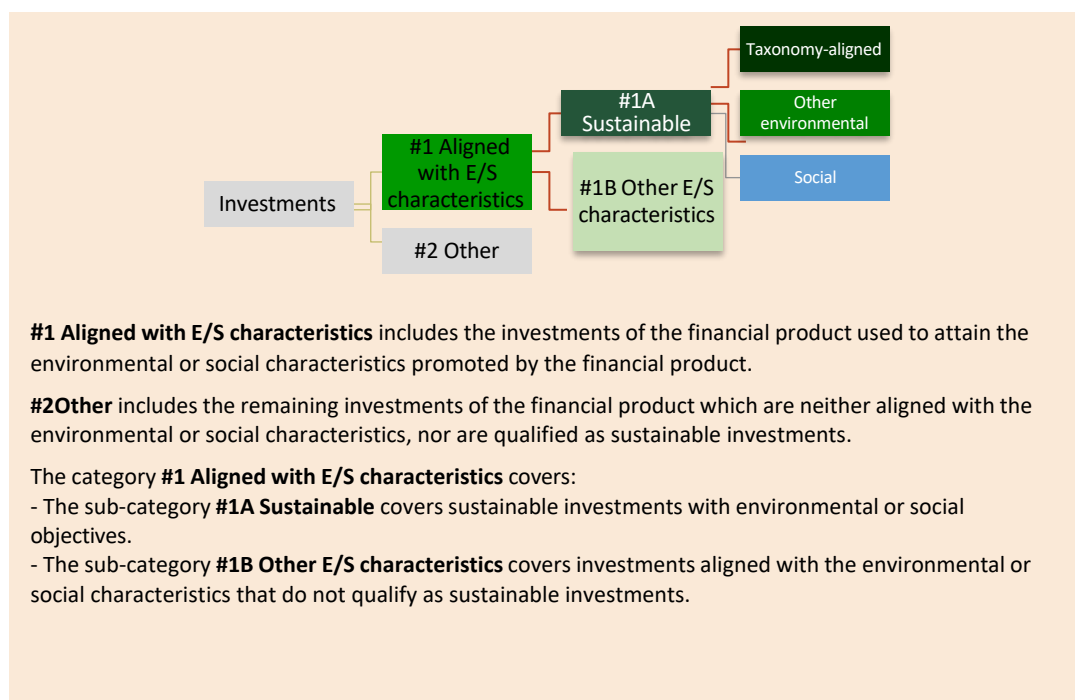 Taxonomy-aligned
#1A
Sustainable
Other
environmental
#1 Aligned
with E/S
characteristics
Social
#1B Other E/S
characteristics
Investments
#2 Other
#1 Aligned with E/S characteristics includes the investments of the financial product used to attain the
environmental or social characteristics promoted by the financial product.
#2Other includes the remaining investments of the financial product which are neither aligned with the
environmental or social characteristics, nor are qualified as sustainable investments.
The category #1 Aligned with E/S characteristics covers:
- The sub-category #1A Sustainable covers sustainable investments with environmental or social
objectives.
- The sub-category #1B Other E/S characteristics covers investments aligned with the environmental or
social characteristics that do not qualify as sustainable investments.